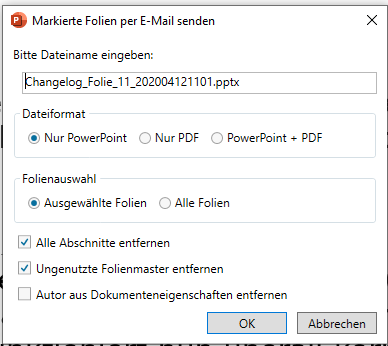 Markierte Folien per E-Mail senden
Bitte Dateiname eingeben:
Changelog_Folie_11_202004121101.pptx
Dateiformat
Nur PowerPoint Nur PDF PowerPoint + PDF
Folienauswahl
Ausgewählte Folien Alle Folien
Alle Abschnitte entfernen
Ungenutzte Folienmaster entfernen
Autor aus Dokumenteneigenschaften entfernen
OK Abbrechen